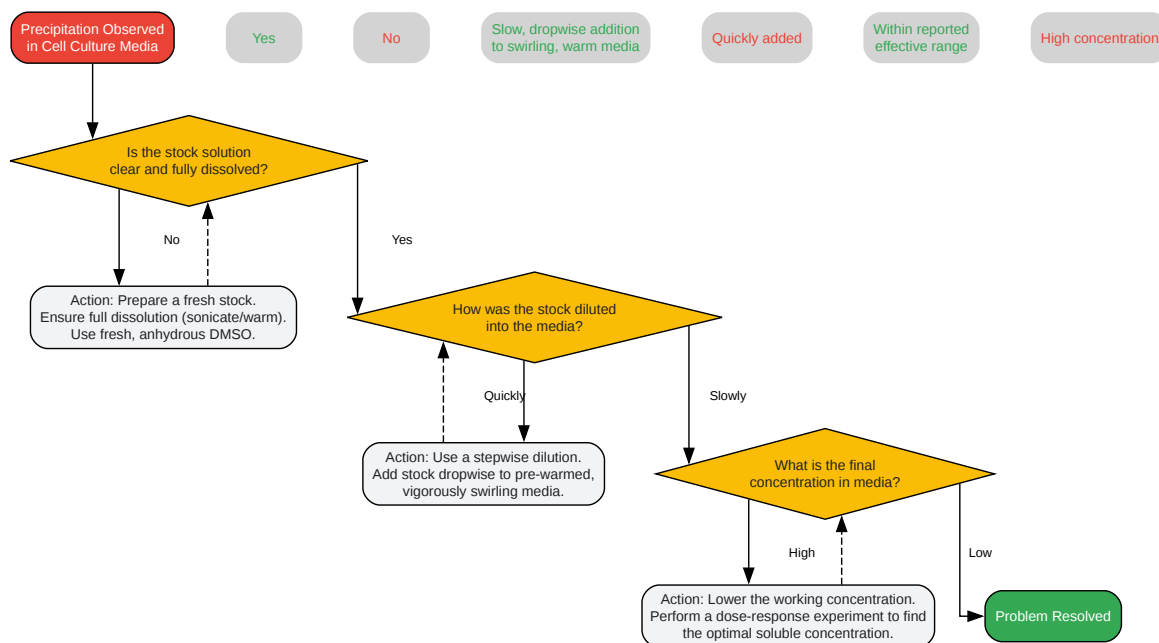 Precipitation Observed
in Cell Culture Media
Yes
No
Slow, dropwise addition
to swirling, warm media
Quickly added
Within reported
effective range
High concentration
Is the stock solution
clear and fully dissolved?
No
Yes
Action: Prepare a fresh stock.
Ensure full dissolution (sonicate/warm).
Use fresh, anhydrous DMSO.
How was the stock diluted
into the media?
Quickly
Slowly
Action: Use a stepwise dilution.
Add stock dropwise to pre-warmed,
vigorously swirling media.
What is the final
concentration in media?
High
Low
Action: Lower the working concentration.
Perform a dose-response experiment to find
the optimal soluble concentration.
Problem Resolved